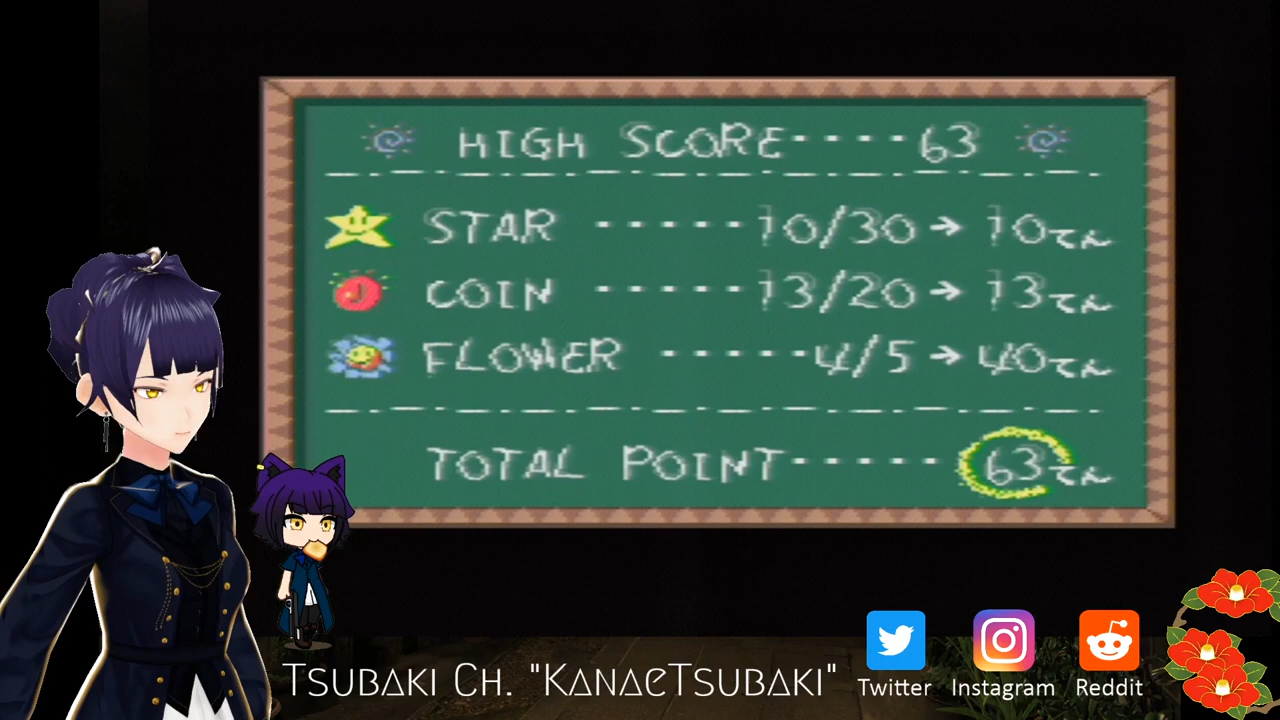 HIGH SCORE····63
STAR ·····10/30→10てん
COIN ·····13/20→13てん
FLOWER ·····4/5→40てん
TOTAL POINT·····63てん
TSUBAKI CH. "KANAETSUBAKI"
Twitter Instagram Reddit